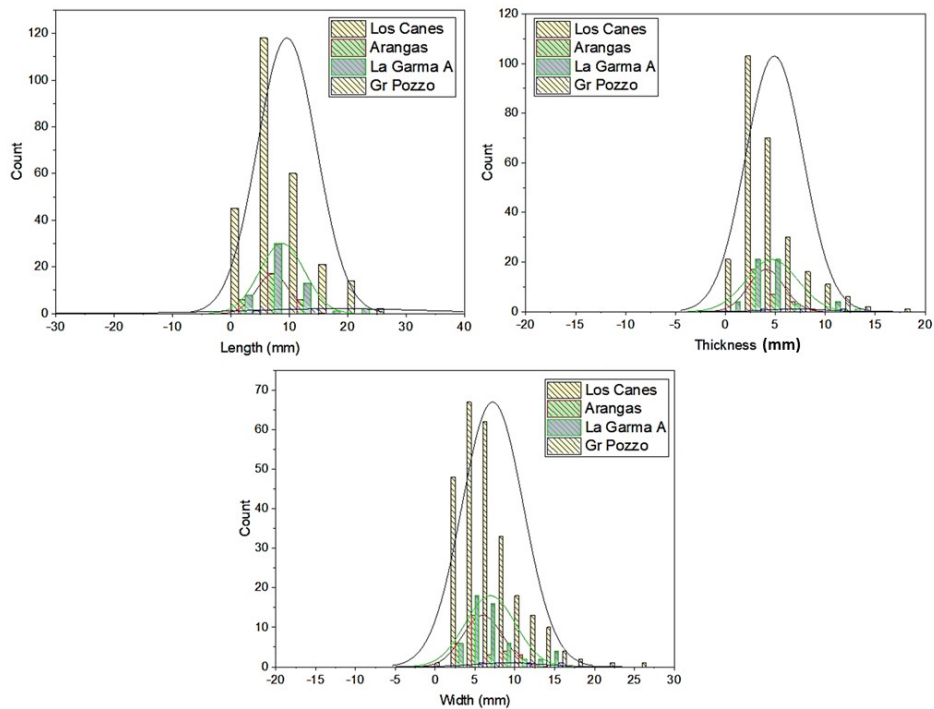 120
100
80
60
40
20
0
Count
-30
-20
-10
0
10
20
30
40
Length (mm)
Los Canes
Arangas
La Garma A
Gr Pozzo
120
100
80
60
40
20
0
Count
-20
-15
-10
-5
0
5
10
15
20
Thickness (mm)
Los Canes
Arangas
La Garma A
Gr Pozzo
70
60
50
40
30
20
10
0
Count
-20
-15
-10
-5
0
5
10
15
20
25
30
Width (mm)
Los Canes
Arangas
La Garma A
Gr Pozzo